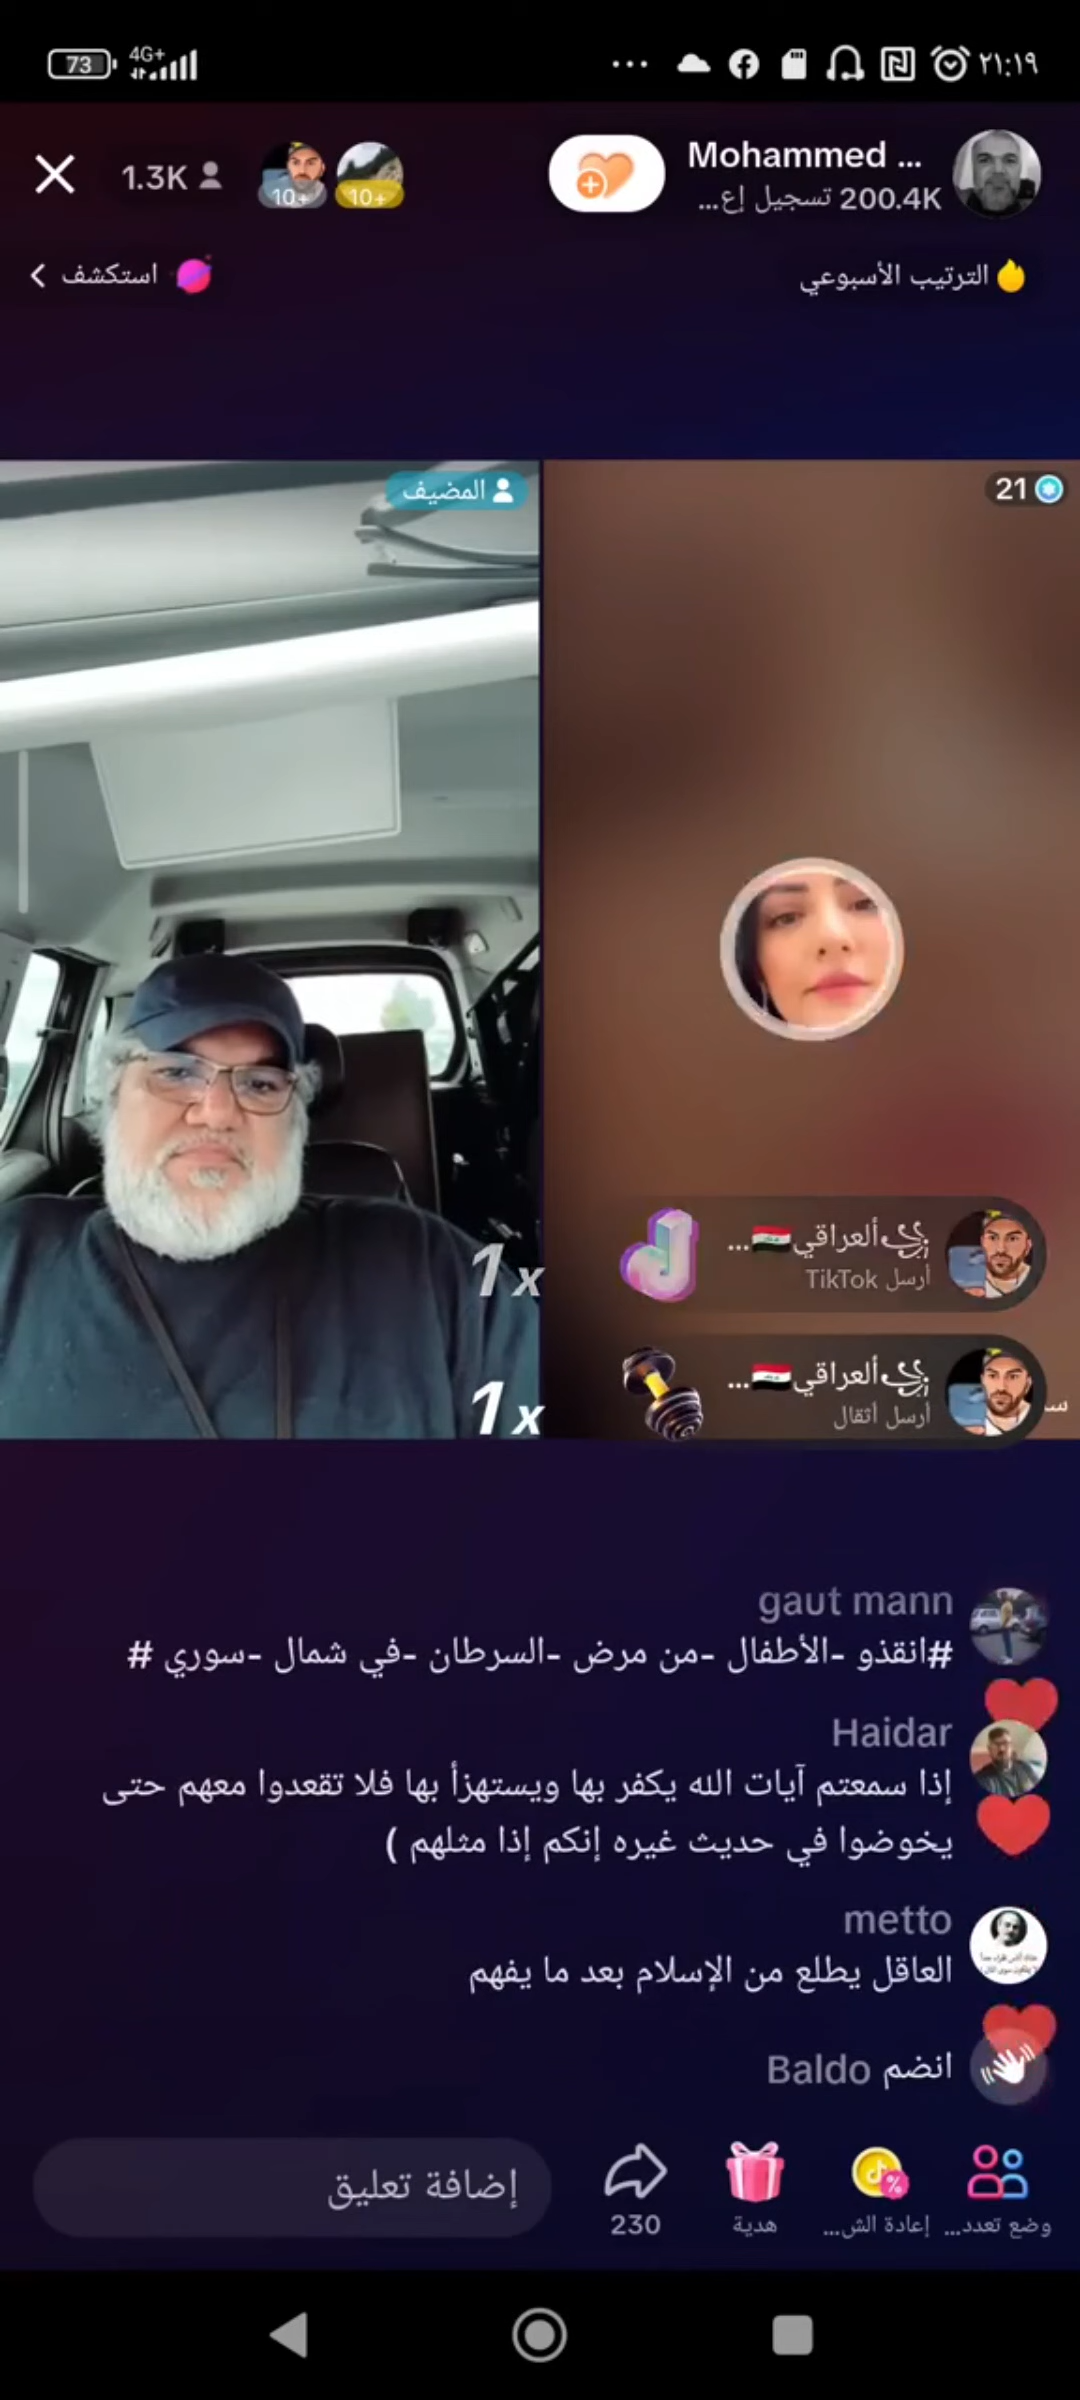 73 4G+ ٢١:١٩
Mohammed ...
200.4K تسجيل إع...
1.3K
10+ 10+
الترتيب الأسبوعي
استكشف
المضيف
21
ألعراقي🇮🇶...
أرسل TikTok
1x
ألعراقي🇮🇶...
أرسل أثقال
1x
gaut mann
#انقذو -الأطفال -من مرض -السرطان -في شمال -سوري #
Haidar
إذا سمعتم آيات الله يكفر بها ويستهزأ بها فلا تقعدوا معهم حتى
يخوضوا في حديث غيره إنكم إذا مثلهم )
metto
العاقل يطلع من الإسلام بعد ما يفهم
Baldo انضم
إضافة تعليق
230
هدية
إعادة الش...
وضع تعدد...